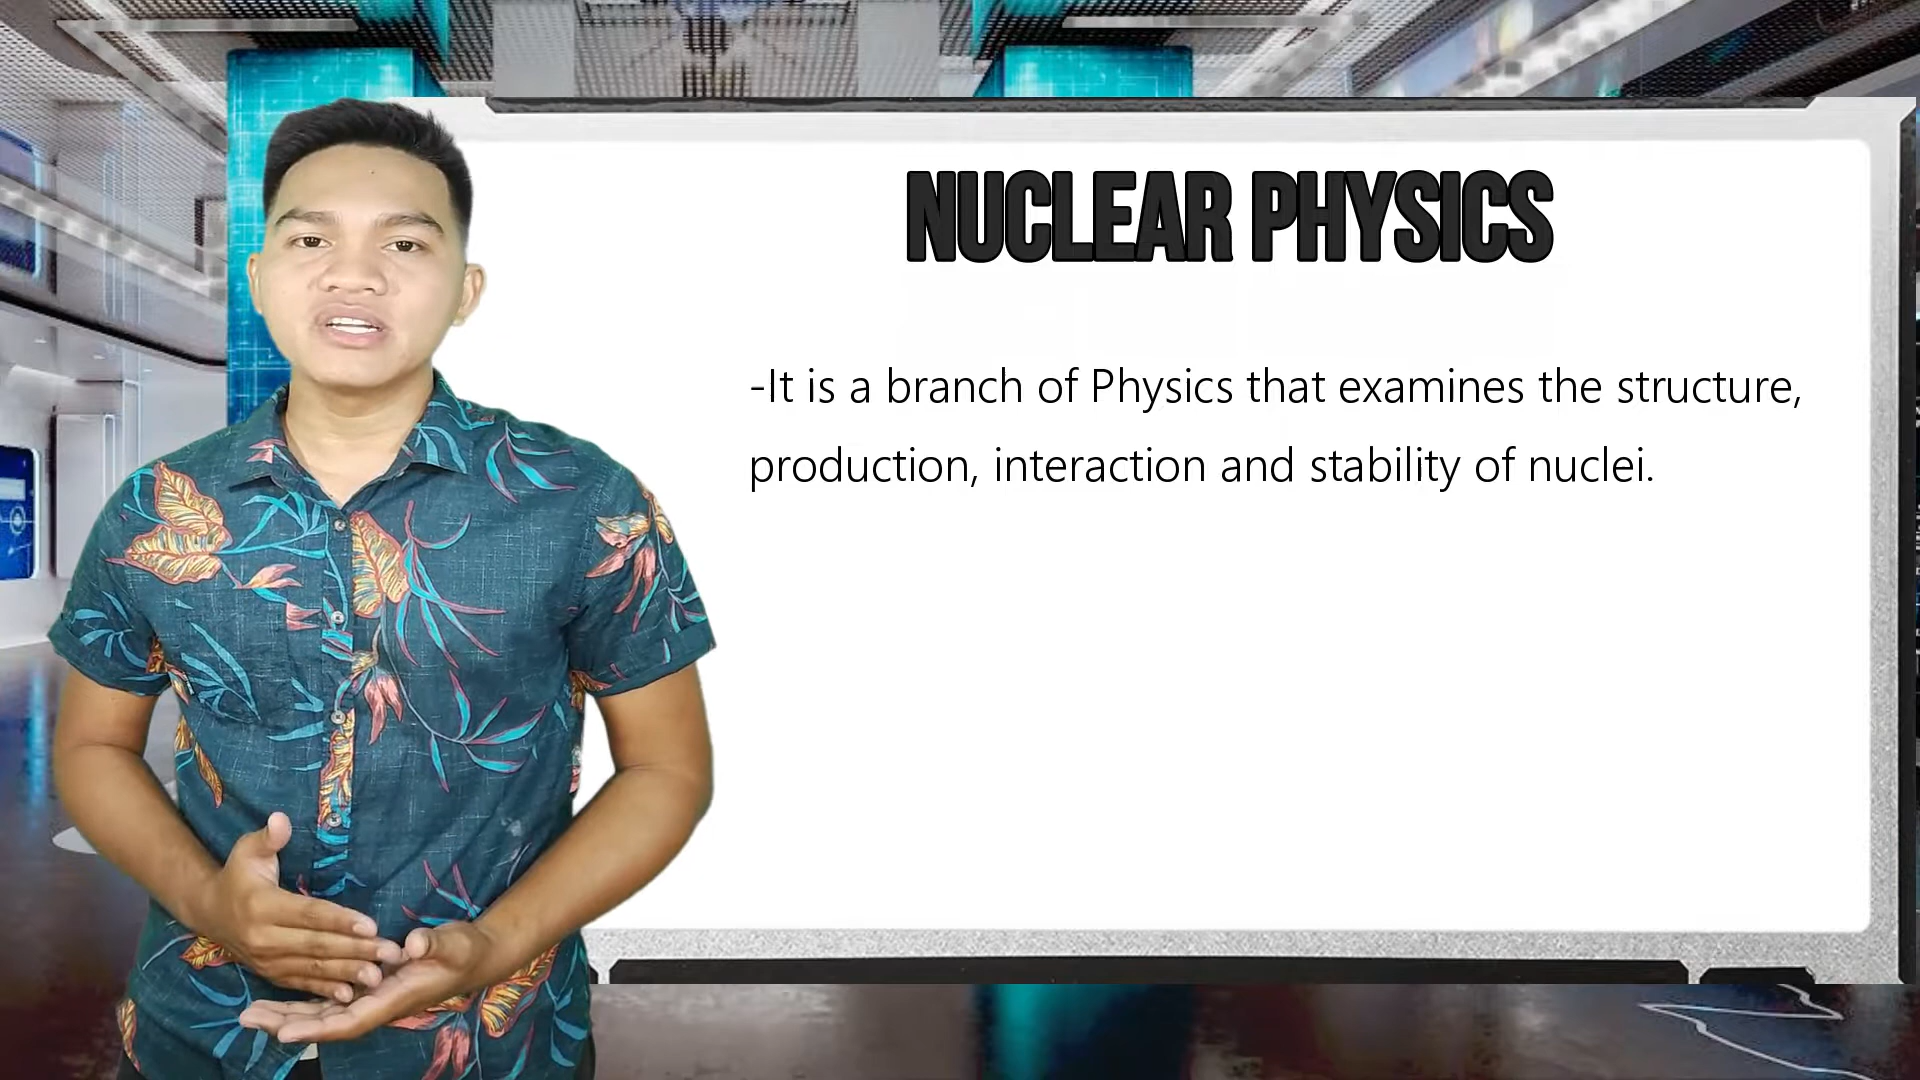 NUCLEAR PHYSICS
-It is a branch of Physics that examines the structure,
production, interaction and stability of nuclei.